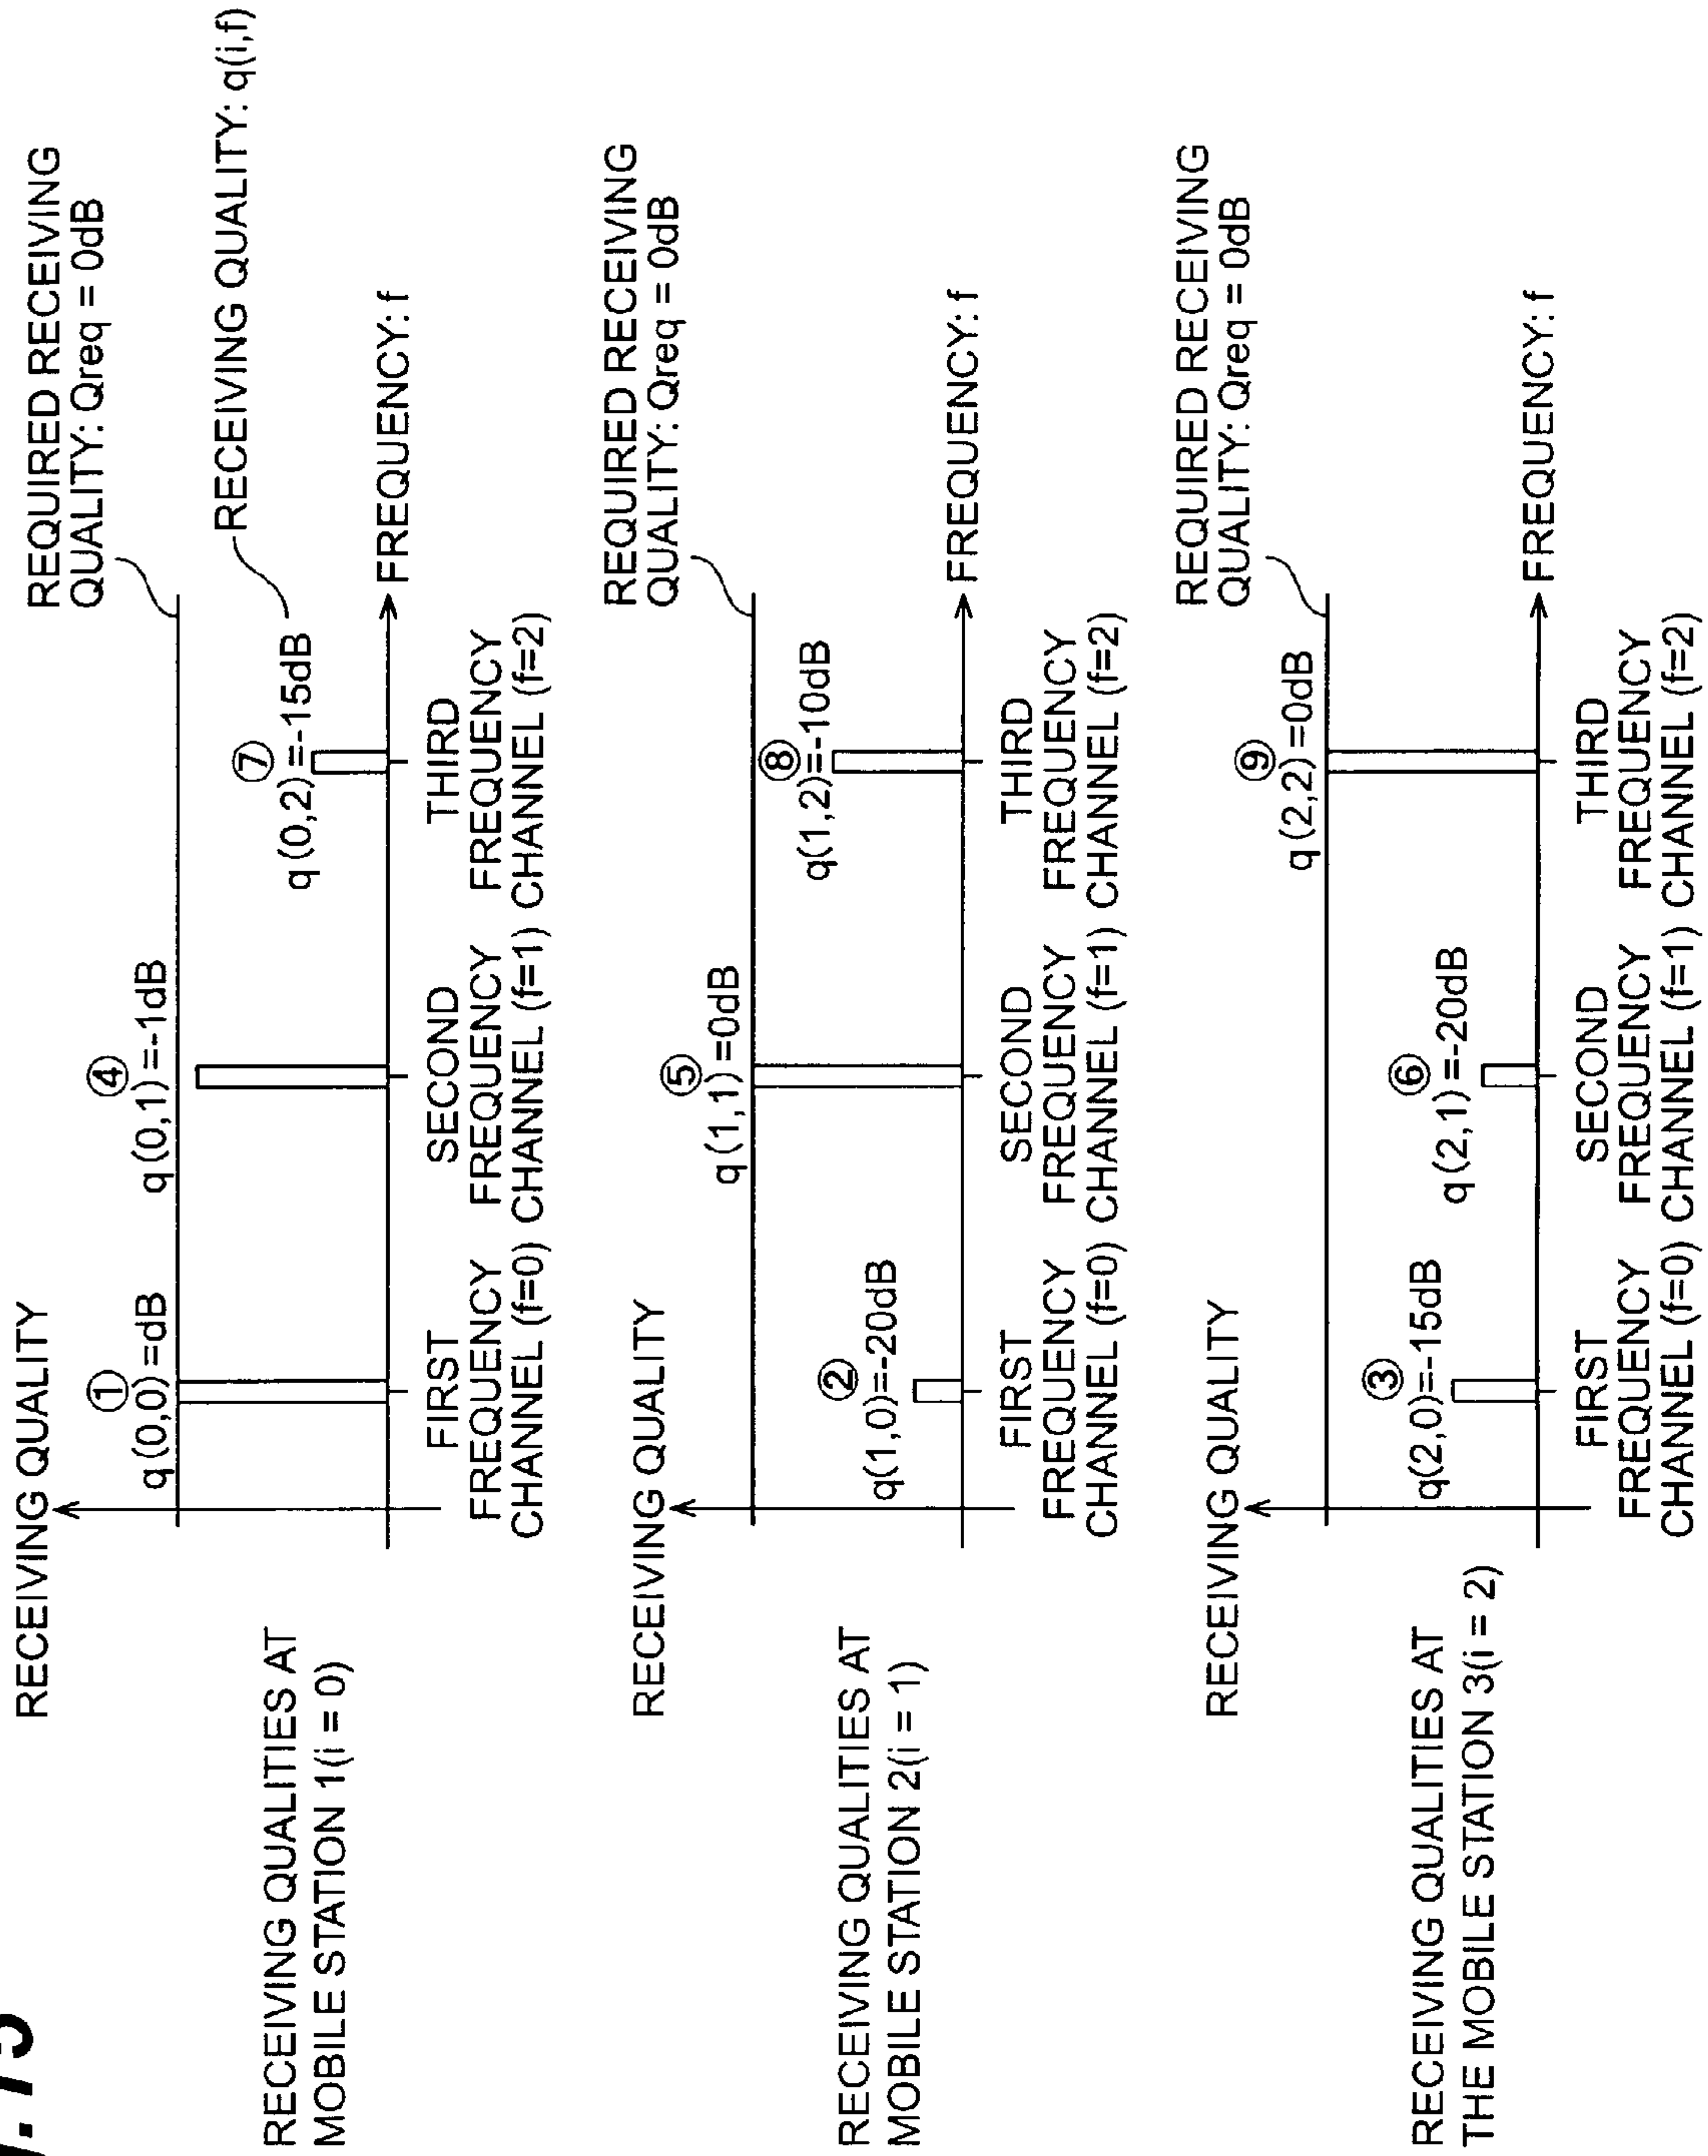 RECEIVING QUALITY
REQUIRED RECEIVING
QUALITY: Qreq = 0dB
RECEIVING QUALITY: q(i,f)
①
q(0,0)=dB
④
q(0,1)=-1dB
⑦
q(0,2)=-15dB
FREQUENCY: f
RECEIVING QUALITIES AT
MOBILE STATION 1(i = 0)
FIRST SECOND THIRD
FREQUENCY FREQUENCY FREQUENCY
CHANNEL (f=0) CHANNEL (f=1) CHANNEL (f=2)
RECEIVING QUALITY
REQUIRED RECEIVING
QUALITY: Qreq = 0dB
②
q(1,0)=-20dB
⑤
q(1,1)=0dB
⑧
q(1,2)=-10dB
FREQUENCY: f
RECEIVING QUALITIES AT
MOBILE STATION 2(i = 1)
FIRST SECOND THIRD
FREQUENCY FREQUENCY FREQUENCY
CHANNEL (f=0) CHANNEL (f=1) CHANNEL (f=2)
RECEIVING QUALITY
REQUIRED RECEIVING
QUALITY: Qreq = 0dB
③
q(2,0)=-15dB
⑥
q(2,1)=-20dB
⑨
q(2,2)=0dB
FREQUENCY: f
RECEIVING QUALITIES AT
THE MOBILE STATION 3(i = 2)
FIRST SECOND THIRD
FREQUENCY FREQUENCY FREQUENCY
CHANNEL (f=0) CHANNEL (f=1) CHANNEL (f=2)